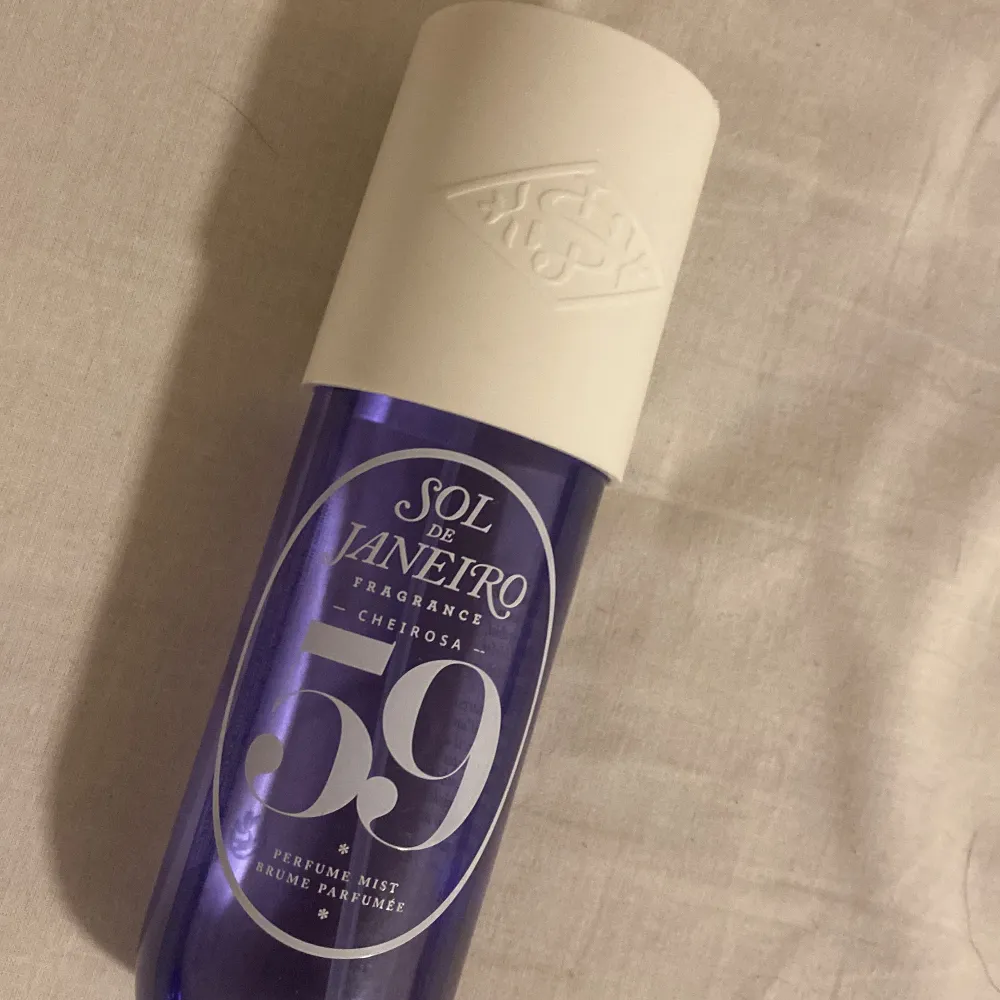 SOL
DE
JANEIRO
FRAGRANCE
— CHEIROSA —
59
*
PERFUME MIST
BRUME PARFUMÉE
*